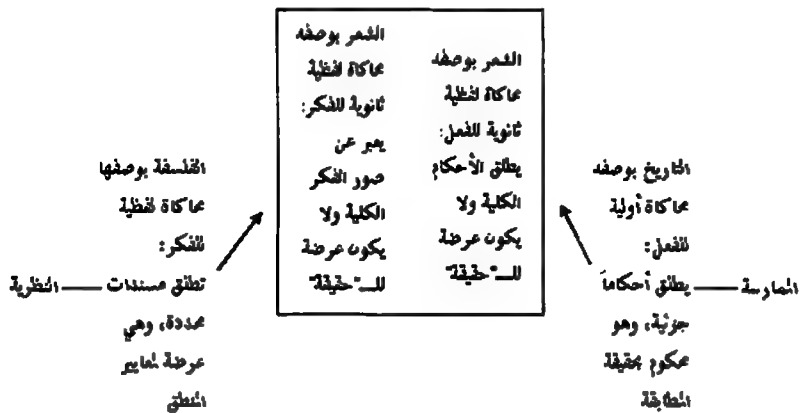 الممارسة
التاريخ بوصفه
محاكاة أولية
للفعل:
يطلق أحكاماً
جزئية، وهو
محكوم بحقيقة
المطابقة
الشعر بوصفه
محاكاة لفظية
ثانوية للفعل:
يطلق الأحكام
الكلية ولا
يكون عرضة
للـ"حقيقة"
الشعر بوصفه
محاكاة لفظية
ثانوية للفكر:
يعبر عن
صور الفكر
الكلية ولا
يكون عرضة
للـ"حقيقة"
الفلسفة بوصفها
محاكاة لفظية
للفكر:
تطلق مسندات
محددة، وهي
عرضة لمعايير
المنطق
النظرية